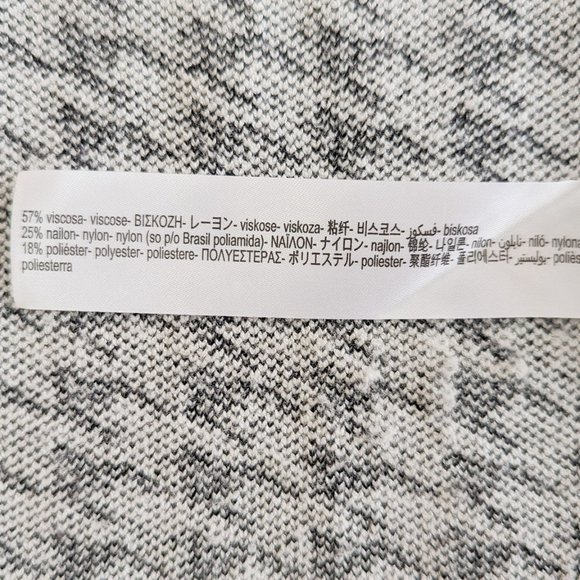 57% viscosa- viscose- ΒΙΣΚΟΖΗ- レーヨン- viskose- viskoza- 粘纤- 비스코스- فسكوز- biskosa
25% nailon- nylon- nylon (so p/o Brasil poliamida)- ΝΑΪΛΟΝ- ナイロン- najlon- 锦纶- 나일론- nilon- نايلون- niló- nylon
18% poliéster- polyester- poliestere- ΠΟΛΥΕΣΤΕΡΑΣ- ポリエステル- poliester- 聚酯纤维- 폴리에스터- بوليستير- poliès
poliesterra